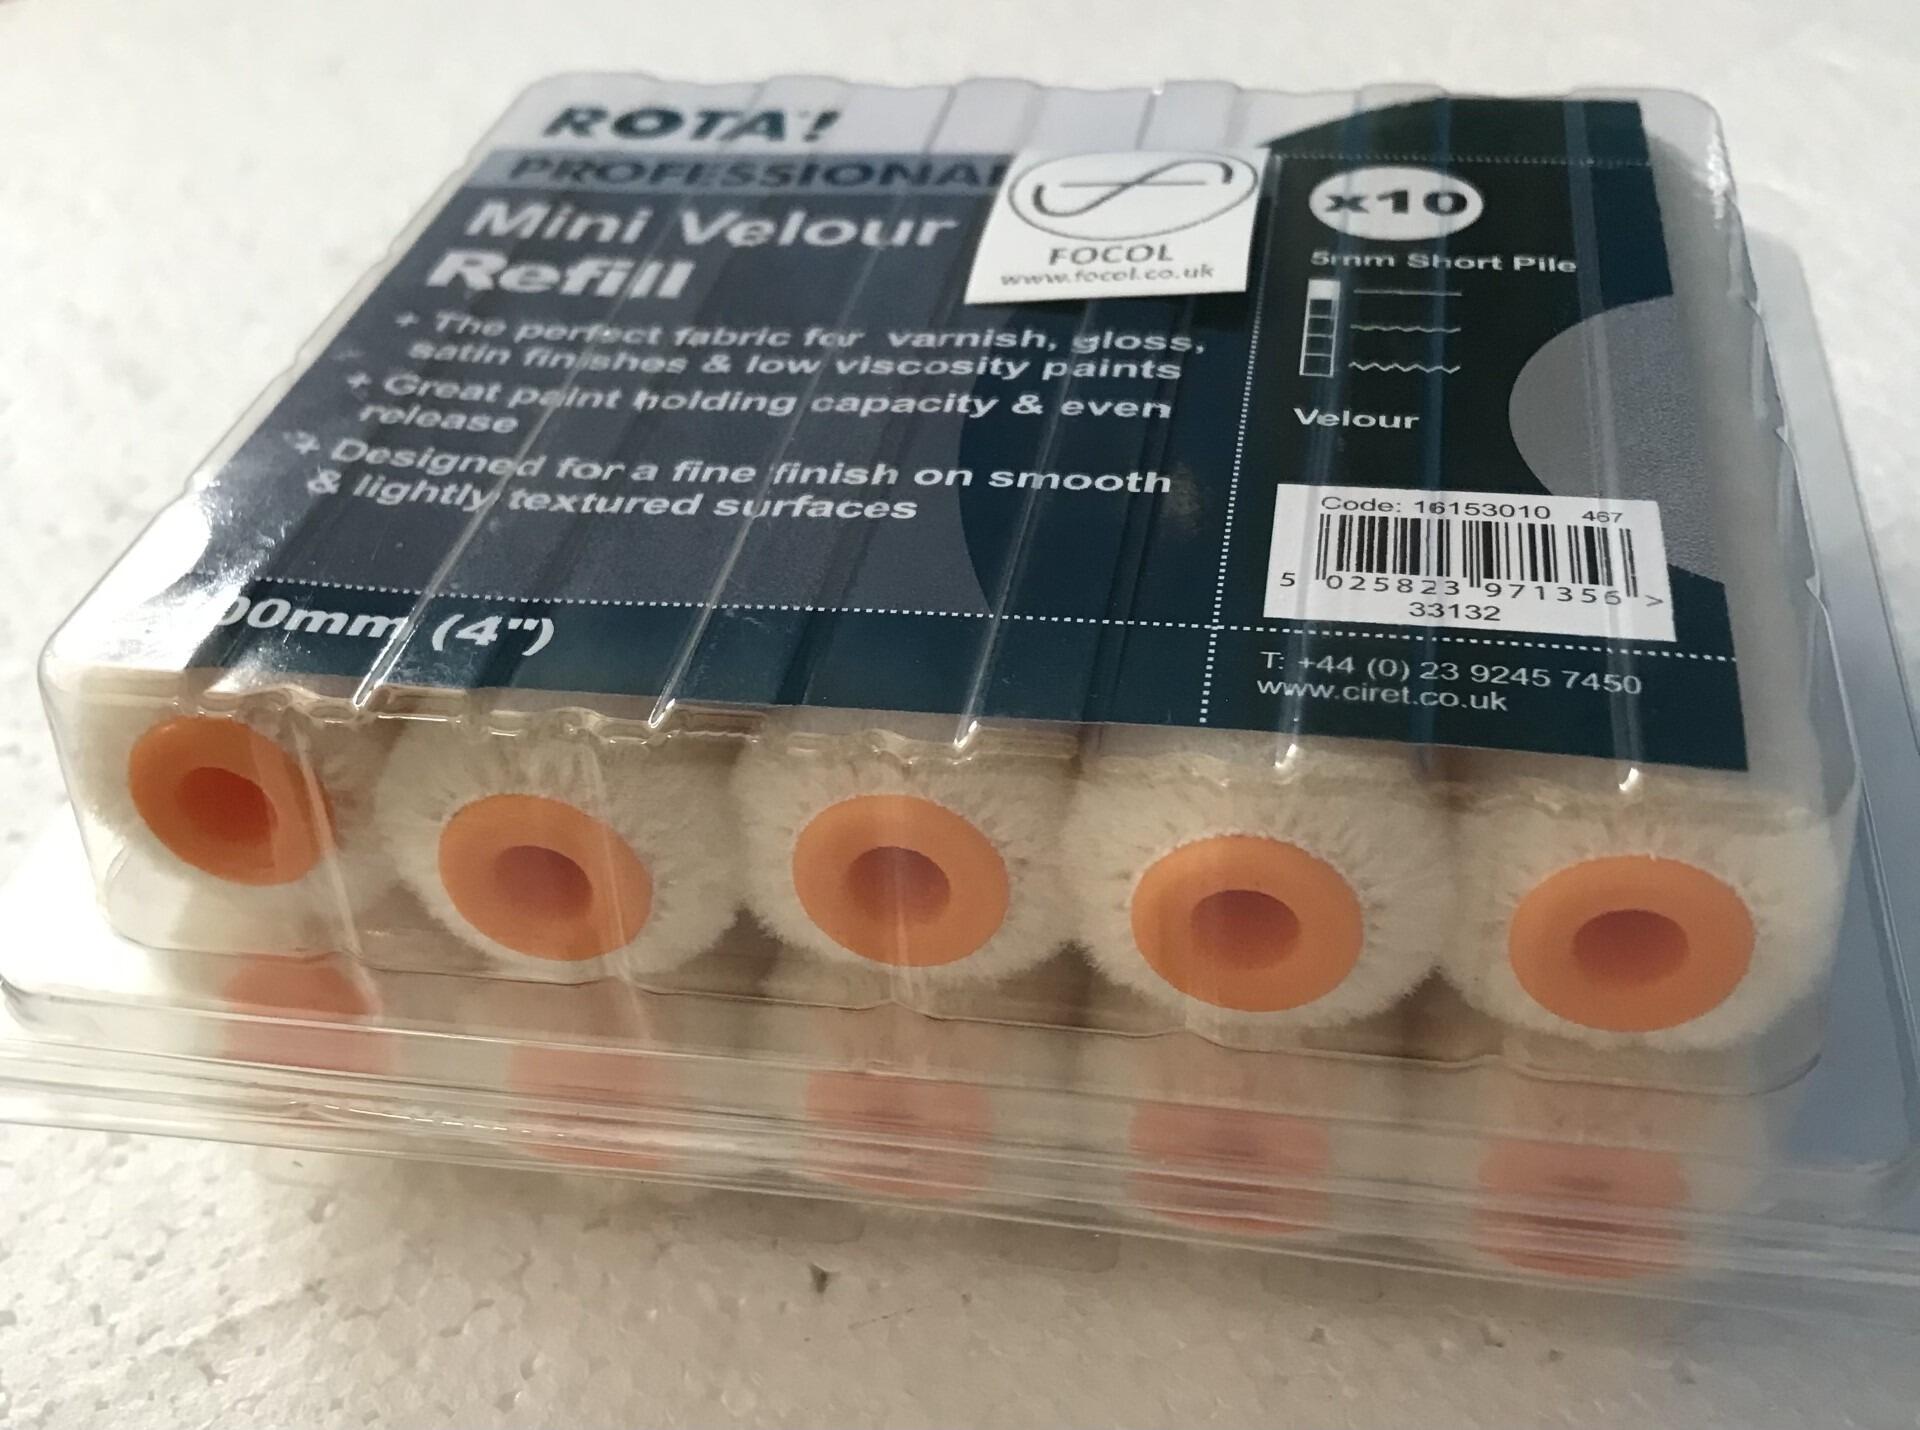 ROTA!
PROFESSIONAL
Mini Velour
Refill
+ The perfect fabric for varnish, gloss,
satin finishes & low viscosity paints
+ Great paint holding capacity & even
release
+ Designed for a fine finish on smooth
& lightly textured surfaces
00mm (4")
FOCOL
www.focol.co.uk
x10
5mm Short Pile
Velour
Code: 16153010 467
5 025823 971356 >
33132
T: +44 (0) 23 9245 7450
www.ciret.co.uk